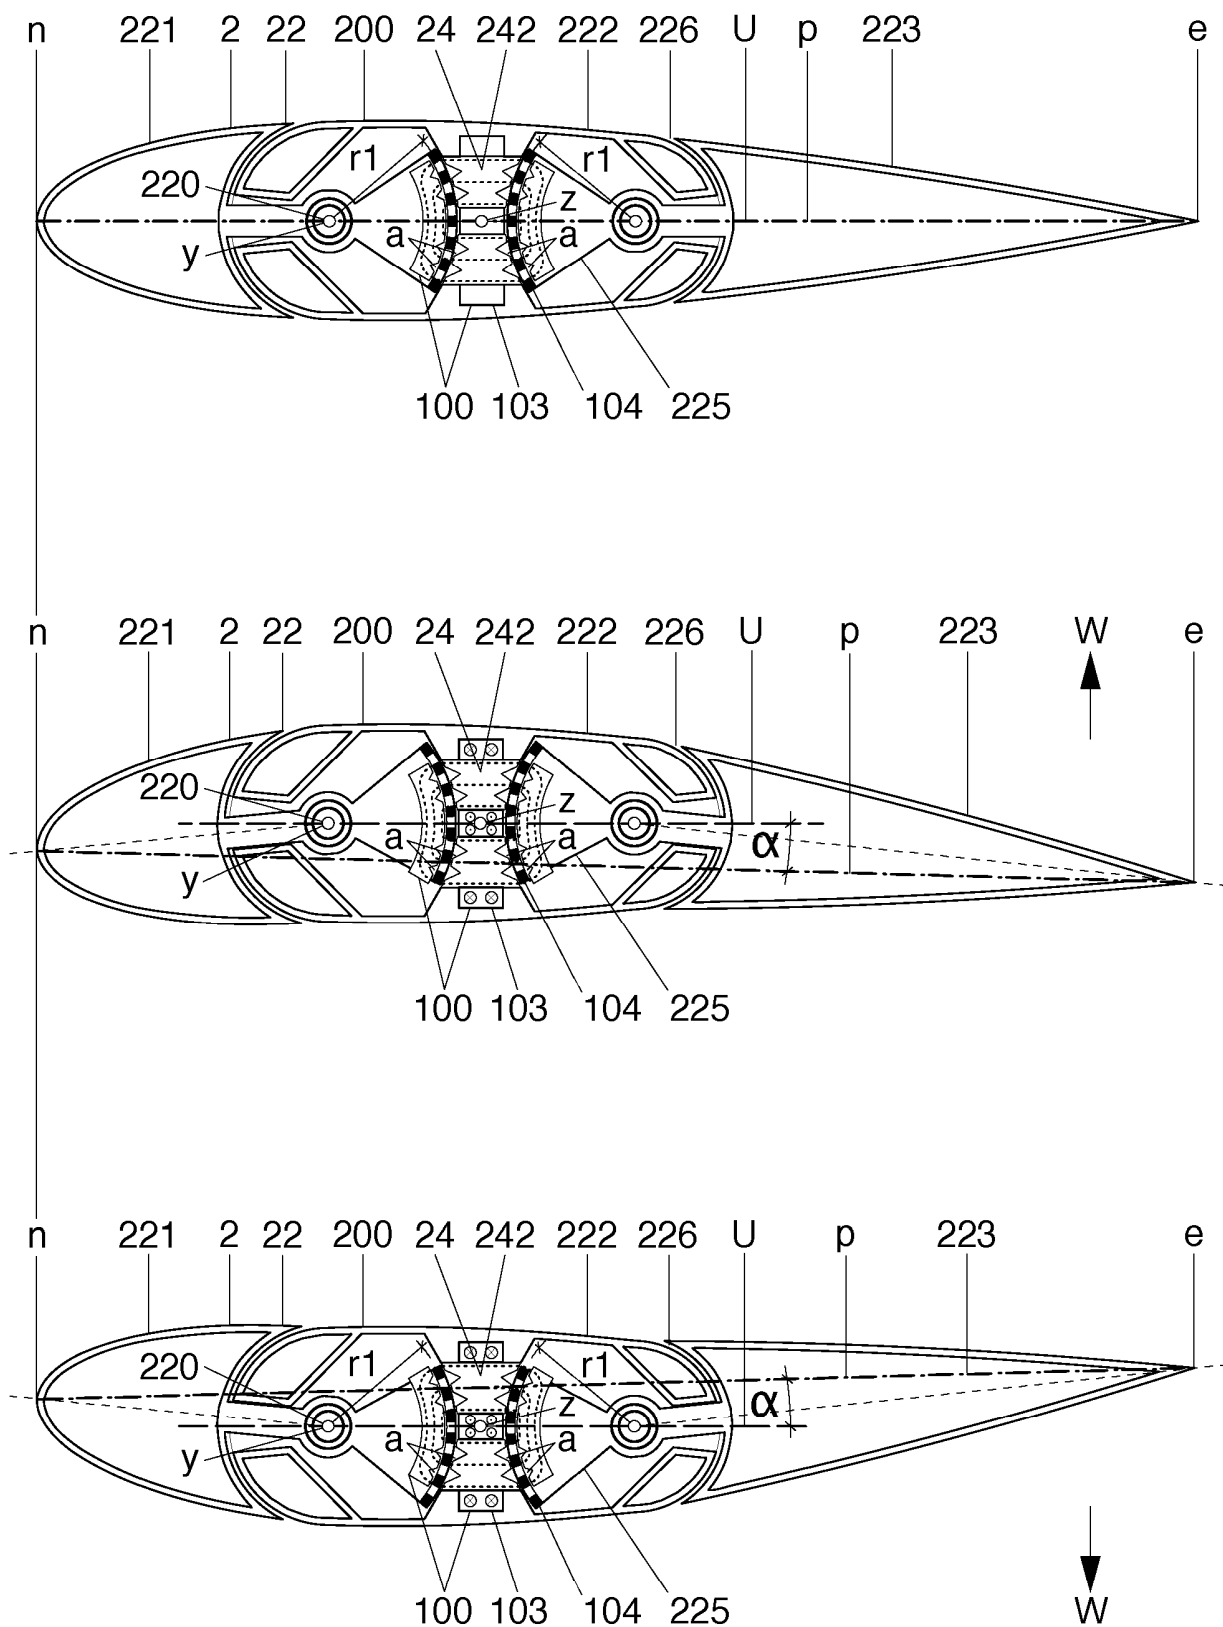 n 221 2 22 200 24 242 222 226 U p 223 e
r1 r1
220 z
y a a
100 103 104 225
n 221 2 22 200 24 242 222 226 U p 223 W e
220 z
a a α
y
100 103 104 225
n 221 2 22 200 24 242 222 226 U p 223 e
220 r1 r1
z α
y a a
100 103 104 225 W